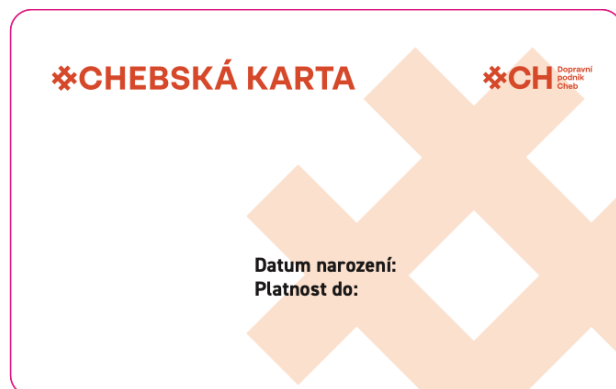 CHEBSKÁ KARTA
CH Dopravní
podnik
Cheb
Datum narození:
Platnost do: